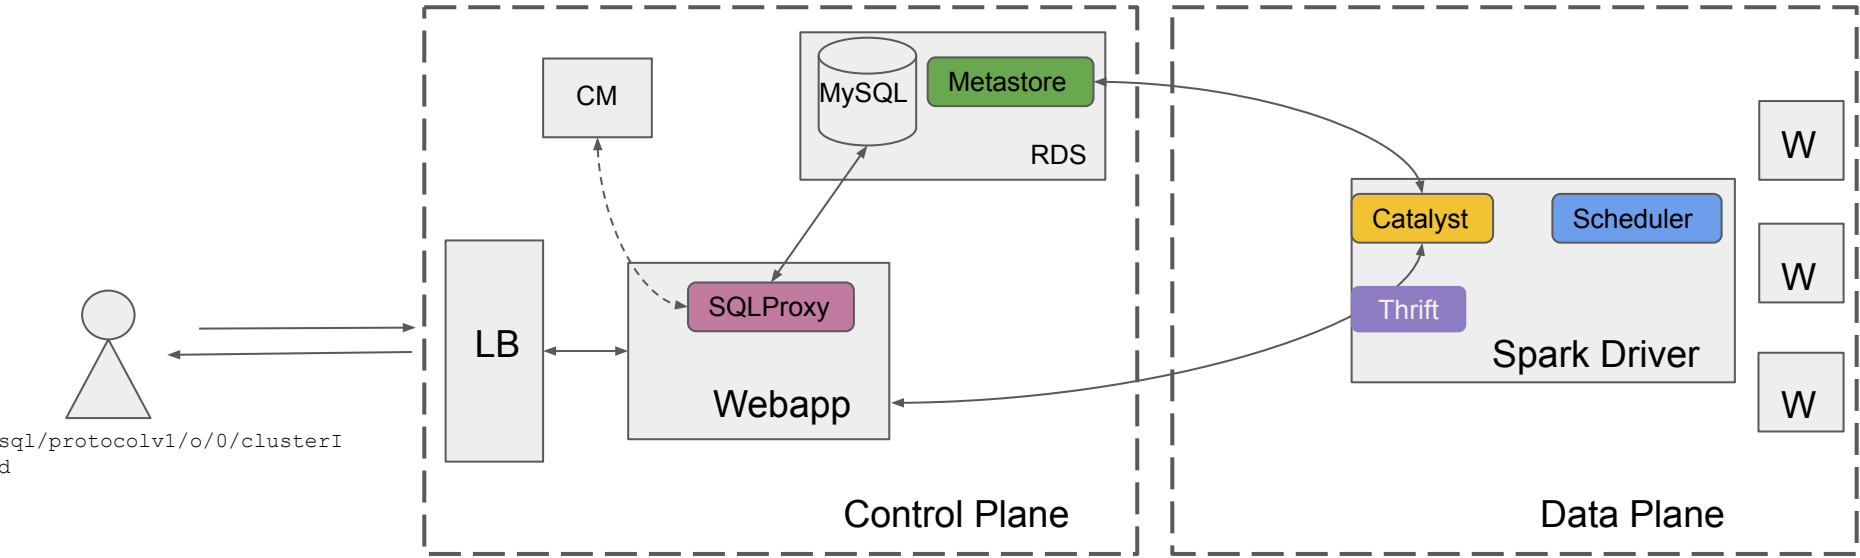 CM
MySQL
Metastore
RDS
LB
SQLProxy
Webapp
Control Plane
Catalyst
Scheduler
Thrift
Spark Driver
W
W
W
Data Plane
sql/protocolv1/o/0/clusterI
d